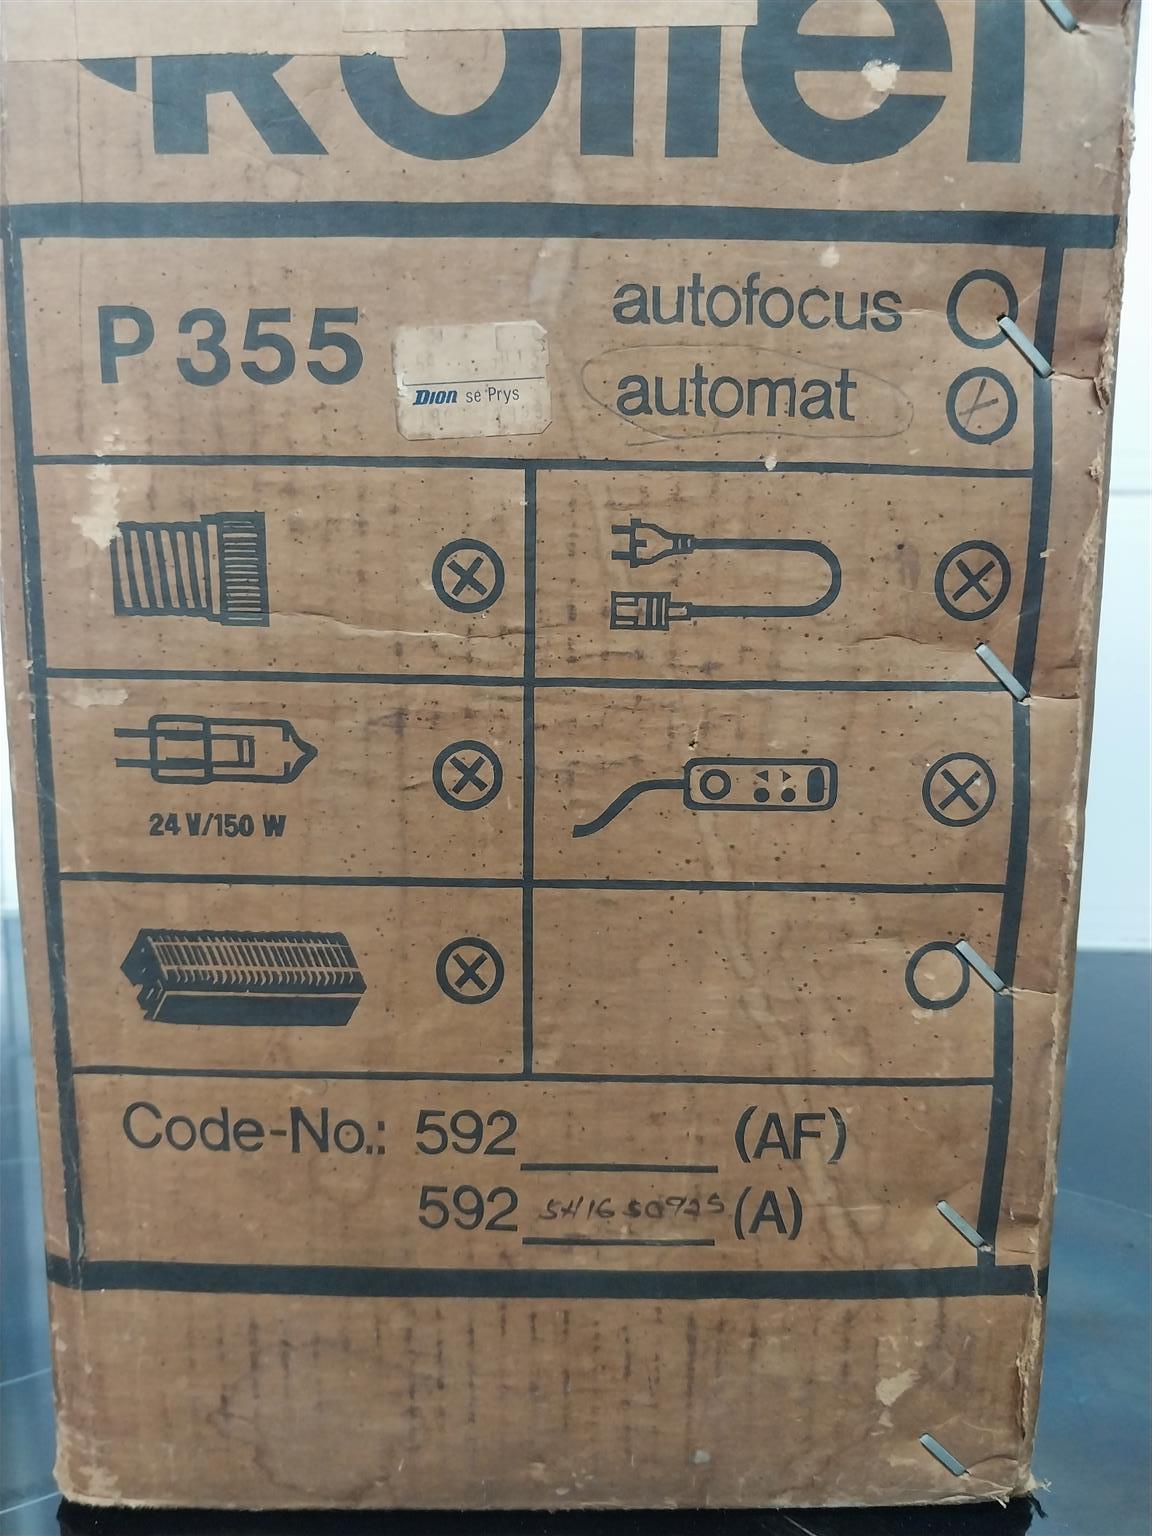 Rollei
P 355
autofocus
DION se Prys
automat
24 V/150 W
Code-No.: 592 (AF)
592 (A)